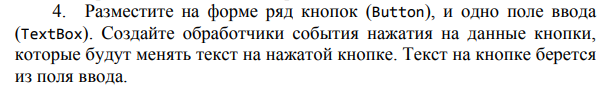 4. Разместите на форме ряд кнопок (Button), и одно поле ввода
(TextBox). Создайте обработчики события нажатия на данные кнопки,
которые будут менять текст на нажатой кнопке. Текст на кнопке берется
из поля ввода.